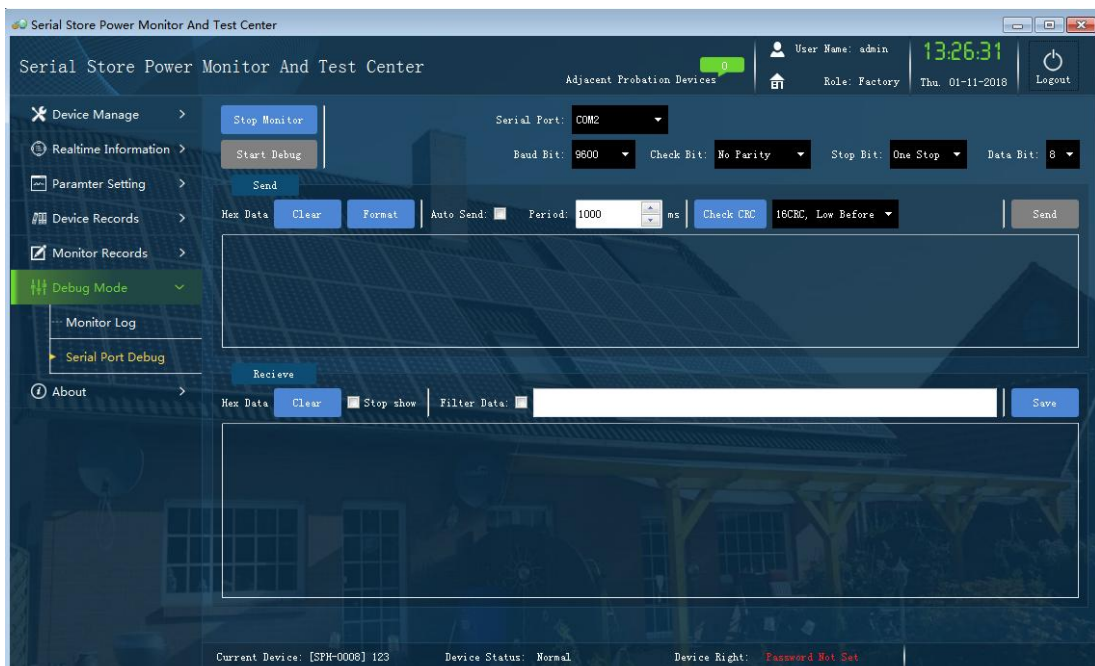 Serial Store Power Monitor And Test Center
Serial Store Power Monitor And Test Center
Adjacent Probation Devices 0
User Name: admin
Role: Factory
13:26:31
Thu. 01-11-2018
Logout
Device Manage >
Realtime Information >
Paramter Setting >
Device Records >
Monitor Records >
Debug Mode
Monitor Log
Serial Port Debug
About >
Stop Monitor
Serial Port: COM2
Start Debug
Baud Bit: 9600 Check Bit: No Parity Stop Bit: One Stop Data Bit: 8
Send
Hex Data Clear Format Auto Send: Period: 1000 ms Check CRC 16CRC, Low Before Send
Recieve
Hex Data Clear Stop show Filter Data: Save
Current Device: [SPH-0008] 123 Device Status: Normal Device Right: Password Not Set